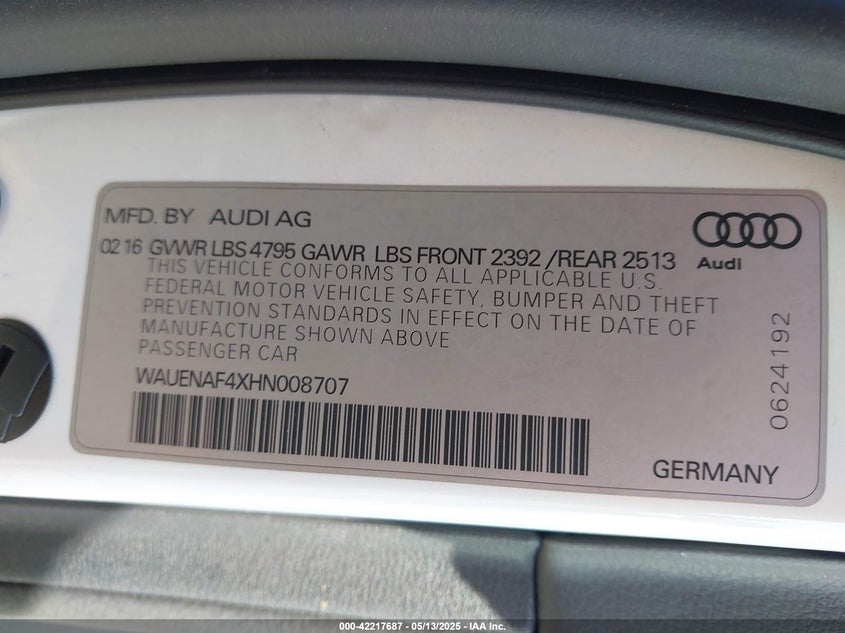 MFD. BY AUDI AG
02 16 GVWR LBS 4795 GAWR LBS FRONT 2392 /REAR 2513
THIS VEHICLE CONFORMS TO ALL APPLICABLE U.S.
FEDERAL MOTOR VEHICLE SAFETY, BUMPER AND THEFT
PREVENTION STANDARDS IN EFFECT ON THE DATE OF
MANUFACTURE SHOWN ABOVE
PASSENGER CAR
WAUENAF4XHN008707
Audi
0624192
GERMANY
000-42217687 - 05/13/2025 - IAA Inc.